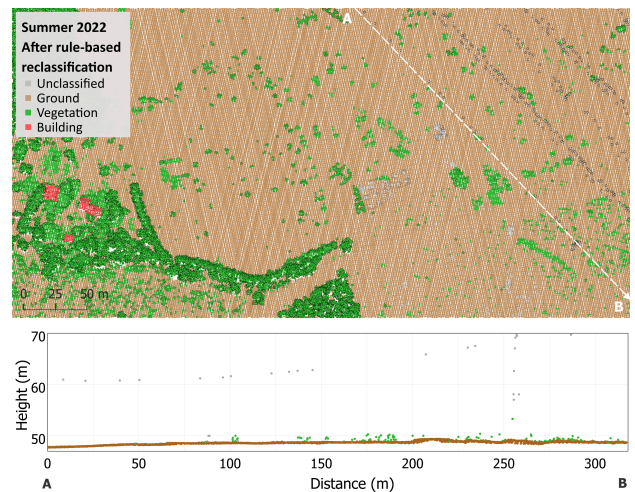 A
Summer 2022
After rule-based
reclassification
Unclassified
Ground
Vegetation
Building
0 25 50 m
B
70
60
50
Height (m)
0 50 100 150 200 250 300
A Distance (m) B